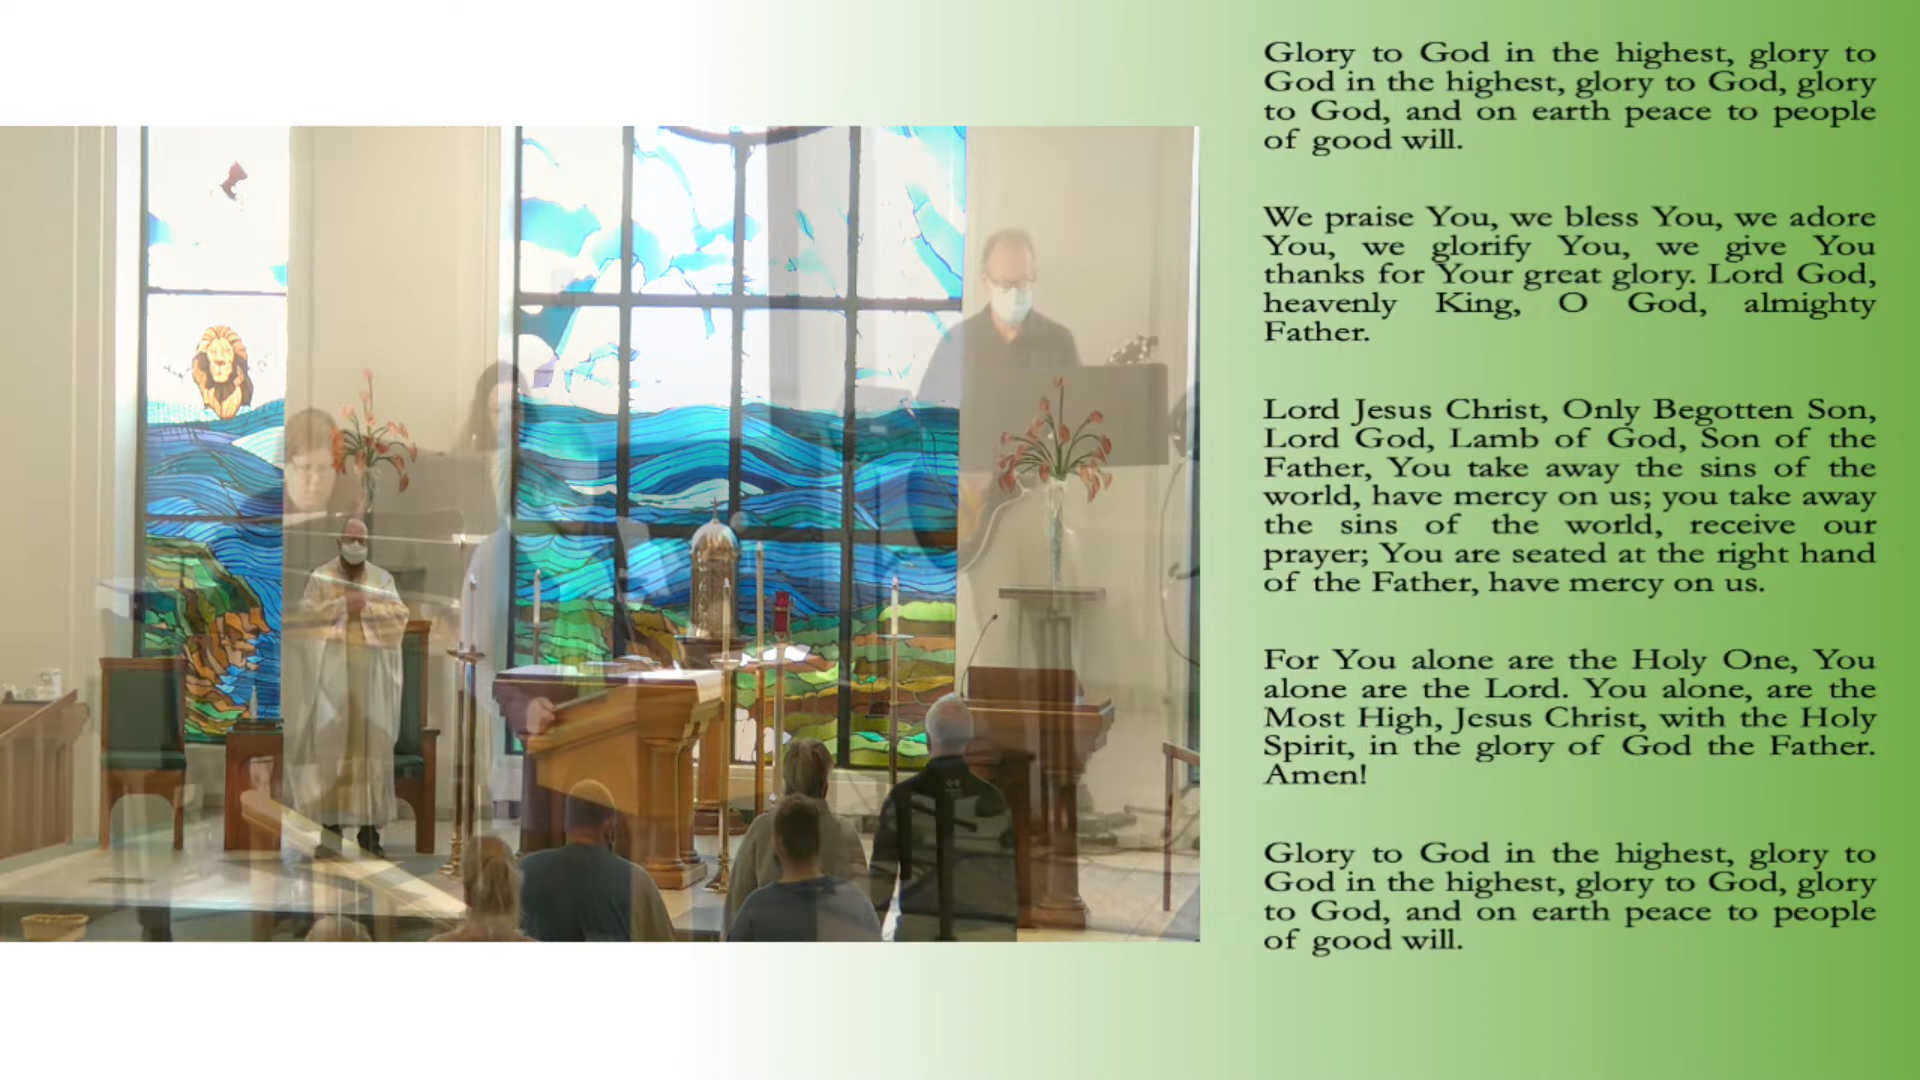 Glory to God in the highest, glory to
God in the highest, glory to God, glory
to God, and on earth peace to people
of good will.
We praise You, we bless You, we adore
You, we glorify You, we give You
thanks for Your great glory. Lord God,
heavenly King, O God, almighty
Father.
Lord Jesus Christ, Only Begotten Son,
Lord God, Lamb of God, Son of the
Father, You take away the sins of the
world, have mercy on us; you take away
the sins of the world, receive our
prayer; You are seated at the right hand
of the Father, have mercy on us.
For You alone are the Holy One, You
alone are the Lord. You alone, are the
Most High, Jesus Christ, with the Holy
Spirit, in the glory of God the Father.
Amen!
Glory to God in the highest, glory to
God in the highest, glory to God, glory
to God, and on earth peace to people
of good will.